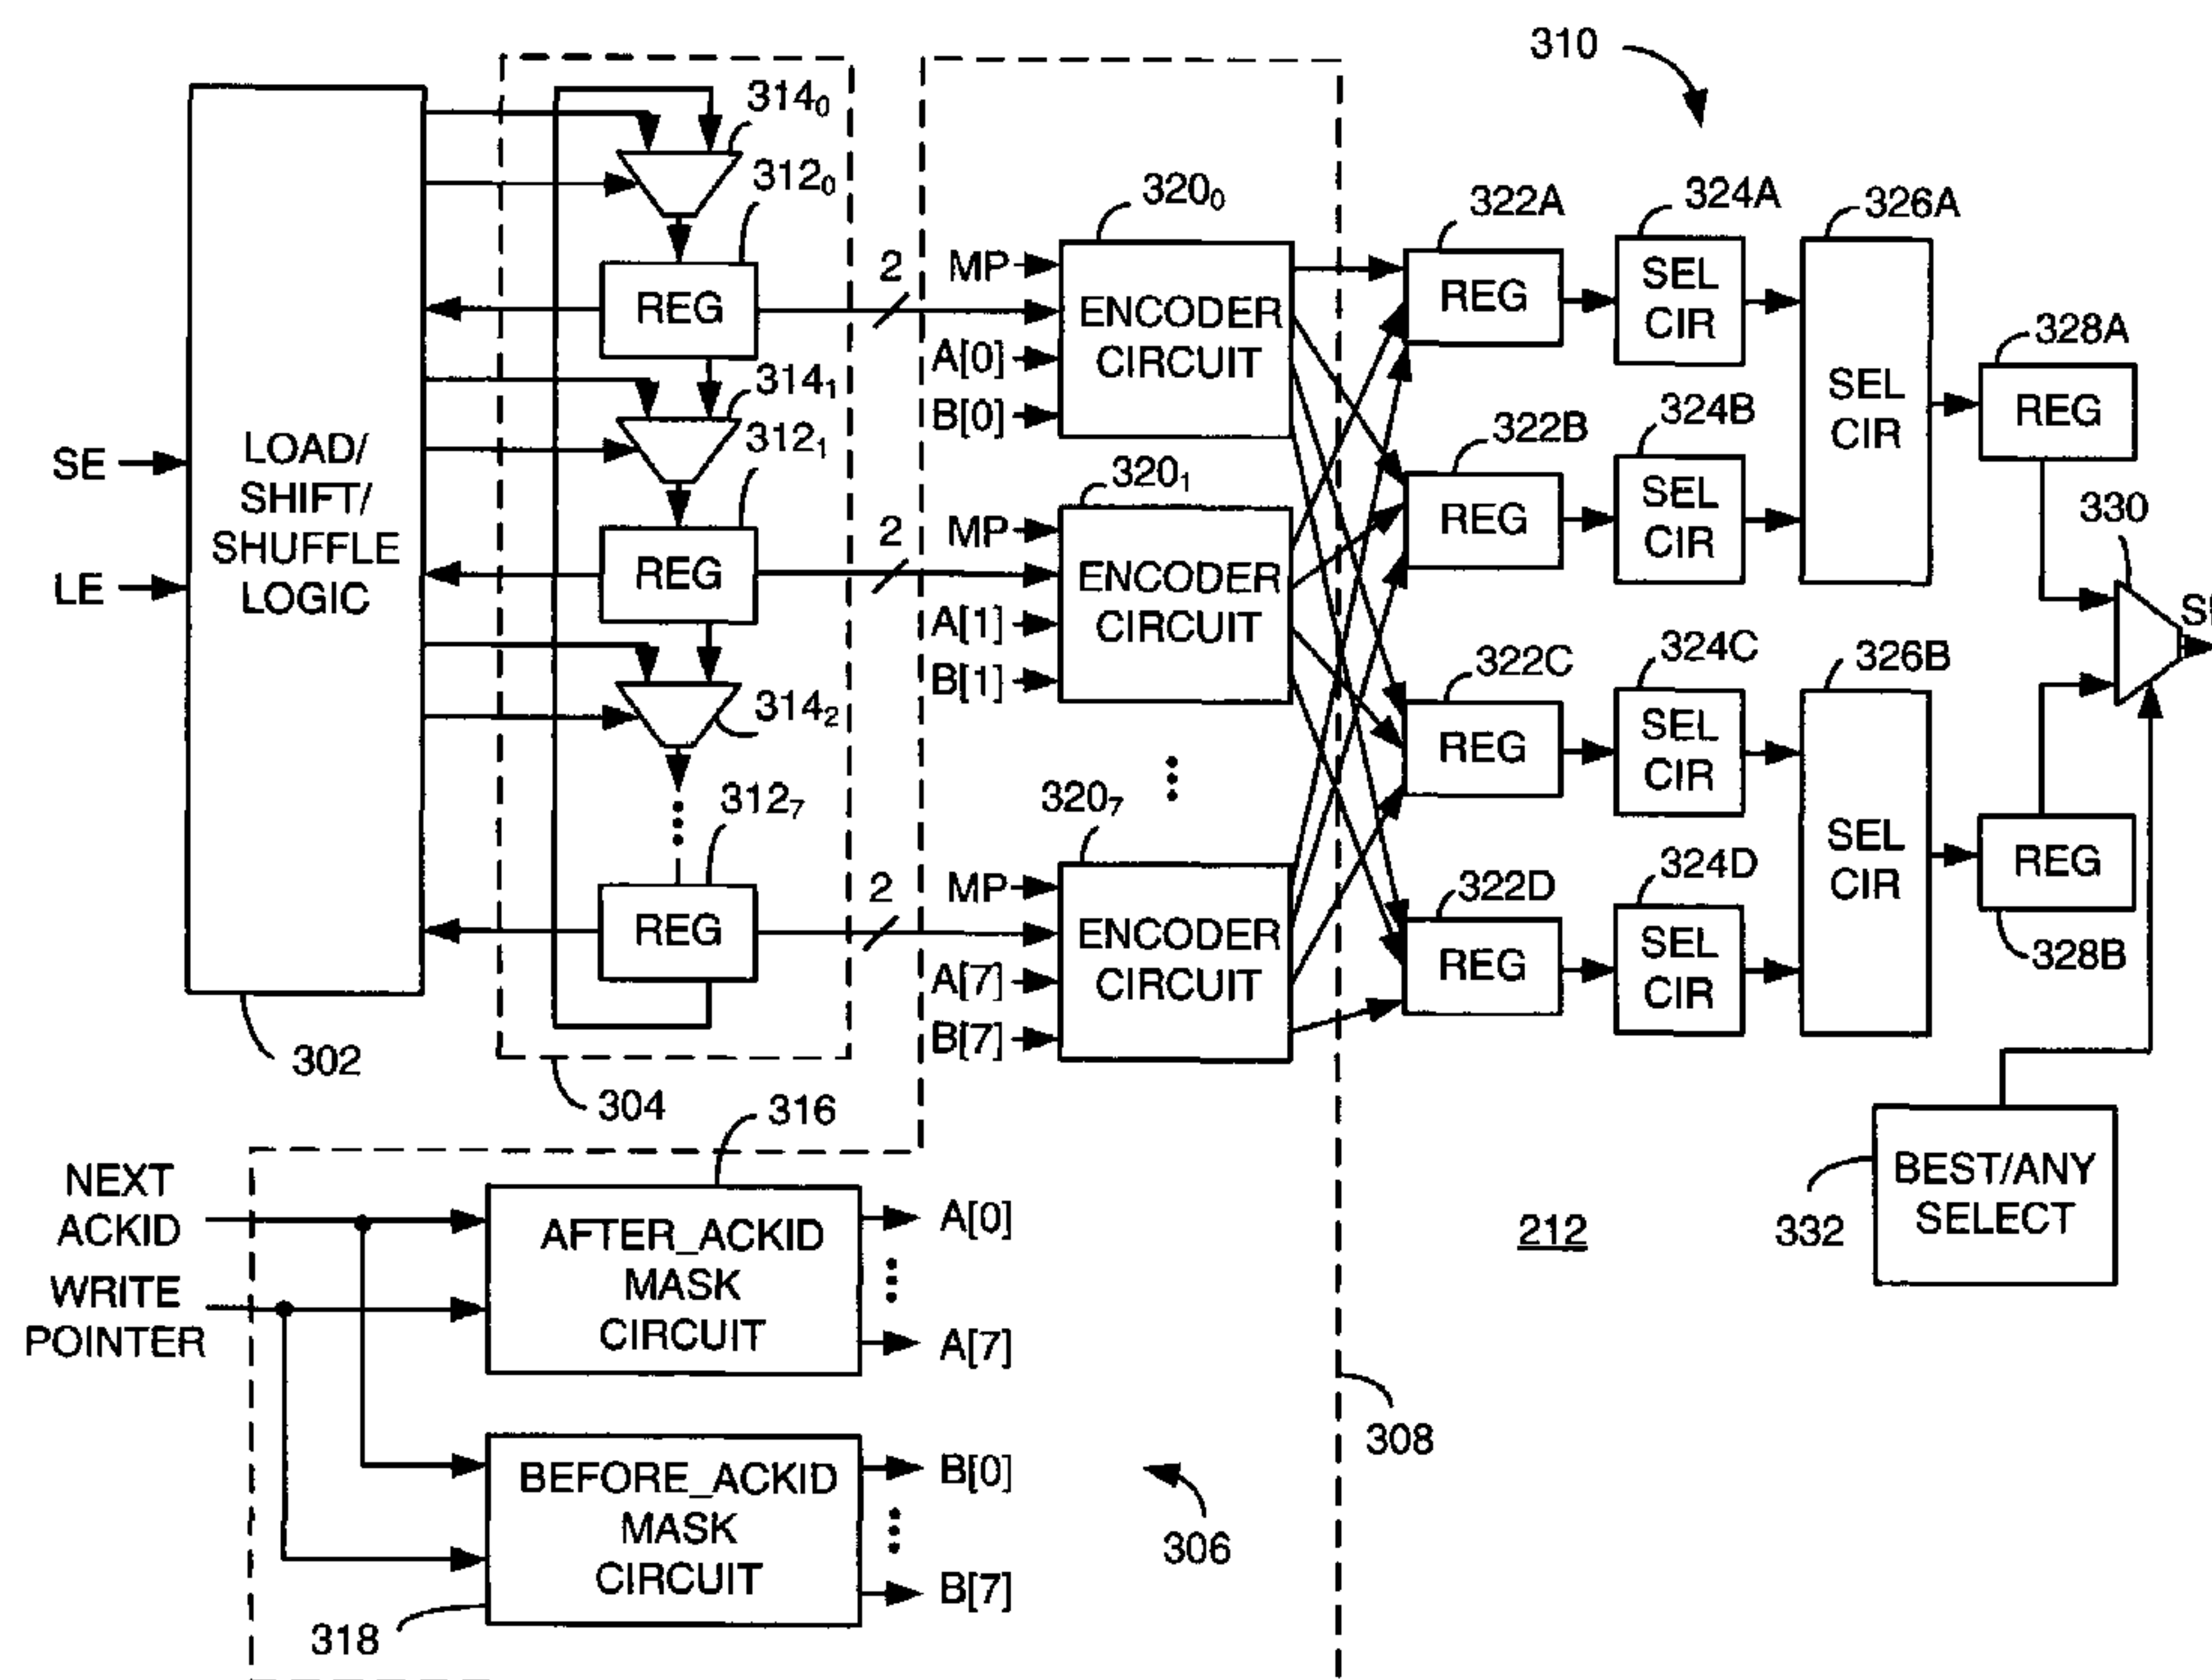 310
314₀
312₀
320₀
322A
324A
326A
2
MP
REG
ENCODER
CIRCUIT
A[0]
B[0]
REG
SEL
CIR
328A
314₁
324B
REG
322B
SEL
CIR
312₁
SE
LOAD/
SHIFT/
SHUFFLE
LOGIC
LE
320₁
2
MP
REG
ENCODER
CIRCUIT
A[1]
B[1]
REG
SEL
CIR
330
314₂
322C
324C
326B
REG
SEL
CIR
312₇
320₇
2
MP
REG
ENCODER
CIRCUIT
A[7]
B[7]
322D
324D
SEL
CIR
REG
328B
REG
SEL
CIR
302
304
316
NEXT
ACKID
WRITE
POINTER
AFTER_ACKID
MASK
CIRCUIT
A[0]
A[7]
212
332
BEST/ANY
SELECT
308
BEFORE_ACKID
MASK
CIRCUIT
B[0]
B[7]
306
318